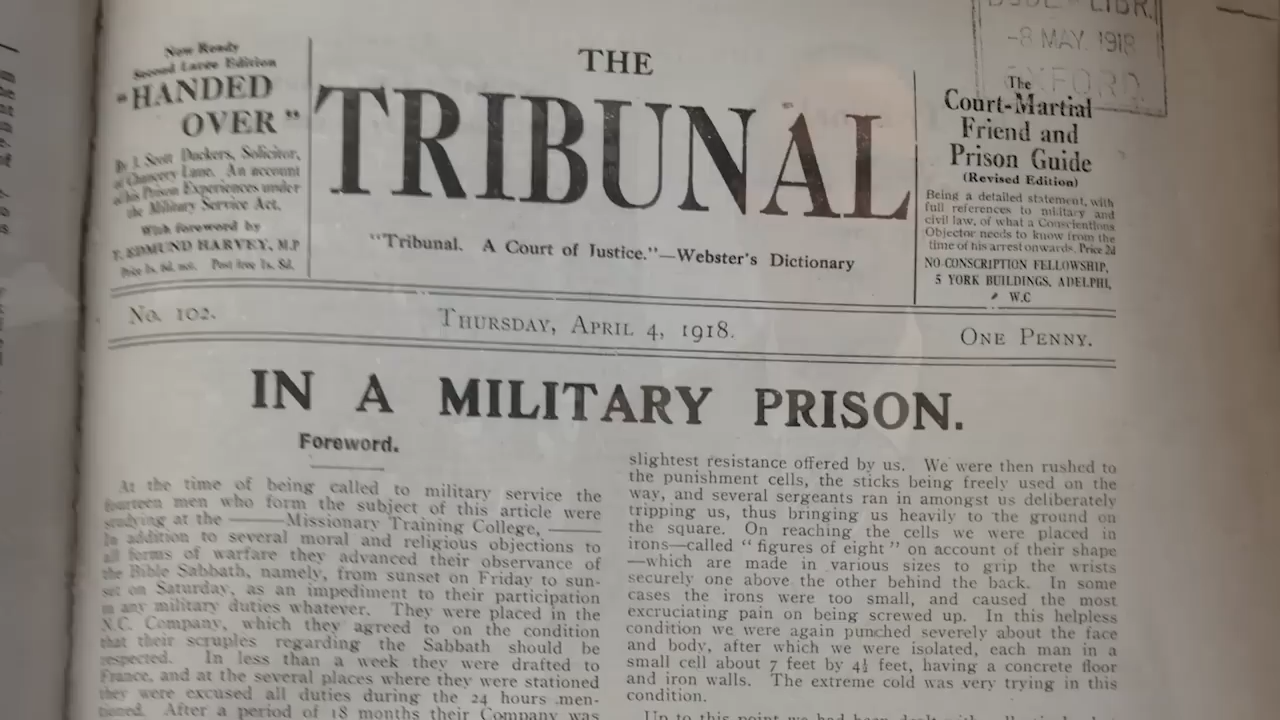 Now Ready
Second Large Edition
"HANDED
OVER"
By J. Scott Duckers, Solicitor,
of Chancery Lane. An account
of his Prison Experiences under
the Military Service Act.
With foreword by
T. EDMUND HARVEY, M.P
Price 1s. 6d. net. Post free 1s. 8d.
THE
TRIBUNAL
"Tribunal. A Court of Justice."—Webster's Dictionary
LIBR.
-8 MAY 1918
OXFORD
The
Court-Martial
Friend and
Prison Guide
(Revised Edition)
Being a detailed statement, with
full references to military and
civil law, of what a Conscientious
Objector needs to know from the
time of his arrest onwards. Price 2d
NO-CONSCRIPTION FELLOWSHIP,
5 YORK BUILDINGS, ADELPHI,
W.C
No. 102.
THURSDAY, APRIL 4, 1918.
ONE PENNY.
IN A MILITARY PRISON.
Foreword.
At the time of being called to military service the
fourteen men who form the subject of this article were
studying at the ——— Missionary Training College, ———
In addition to several moral and religious objections to
all forms of warfare they advanced their observance of
the Bible Sabbath, namely, from sunset on Friday to sun-
set on Saturday, as an impediment to their participation
in any military duties whatever. They were placed in the
N.C. Company, which they agreed to on the condition
that their scruples regarding the Sabbath should be
respected. In less than a week they were drafted to
France, and at the several places where they were stationed
they were excused all duties during the 24 hours men-
tioned. After a period of 18 months their Company was
slightest resistance offered by us. We were then rushed to
the punishment cells, the sticks being freely used on the
way, and several sergeants ran in amongst us deliberately
tripping us, thus bringing us heavily to the ground on
the square. On reaching the cells we were placed in
irons—called "figures of eight" on account of their shape
—which are made in various sizes to grip the wrists
securely one above the other behind the back. In some
cases the irons were too small, and caused the most
excruciating pain on being screwed up. In this helpless
condition we were again punched severely about the face
and body, after which we were isolated, each man in a
small cell about 7 feet by 4½ feet, having a concrete floor
and iron walls. The extreme cold was very trying in this
condition.
Up to this point we had been dealt with